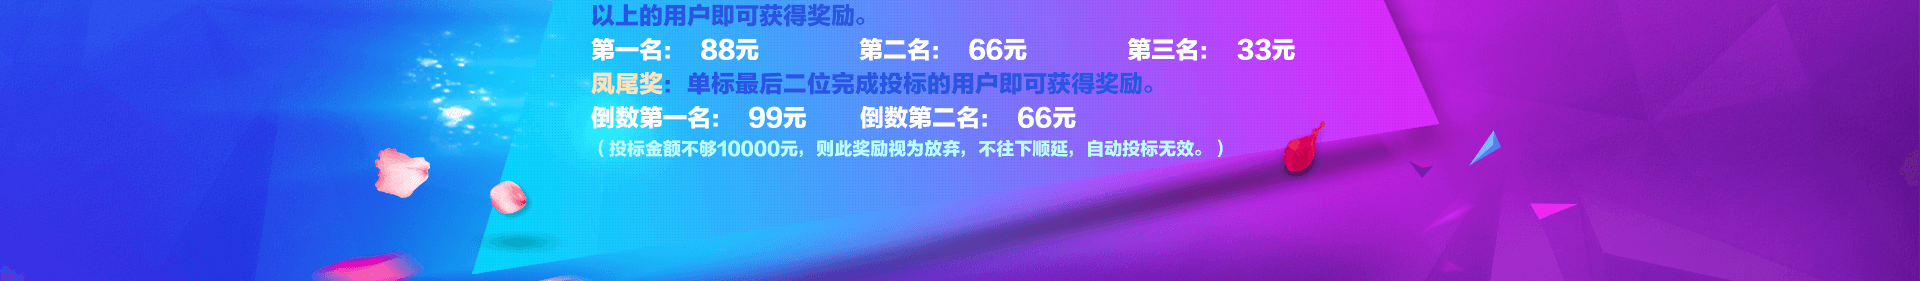 以上的用户即可获得奖励。
第一名： 88元 第二名： 66元 第三名： 33元
凤尾奖：单标最后二位完成投标的用户即可获得奖励。
倒数第一名： 99元 倒数第二名： 66元
（投标金额不够10000元，则此奖励视为放弃，不往下顺延，自动投标无效。）